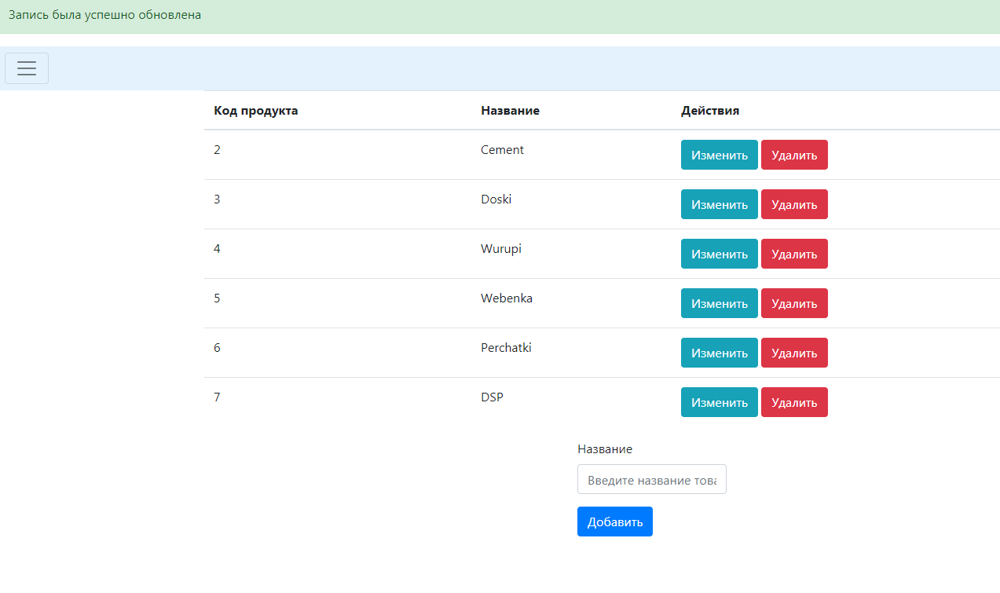 Запись была успешно обновлена
Код продукта Название Действия
2 Cement Изменить Удалить
3 Doski Изменить Удалить
4 Wurupi Изменить Удалить
5 Webenka Изменить Удалить
6 Perchatki Изменить Удалить
7 DSP Изменить Удалить
Название
Введите название това
Добавить